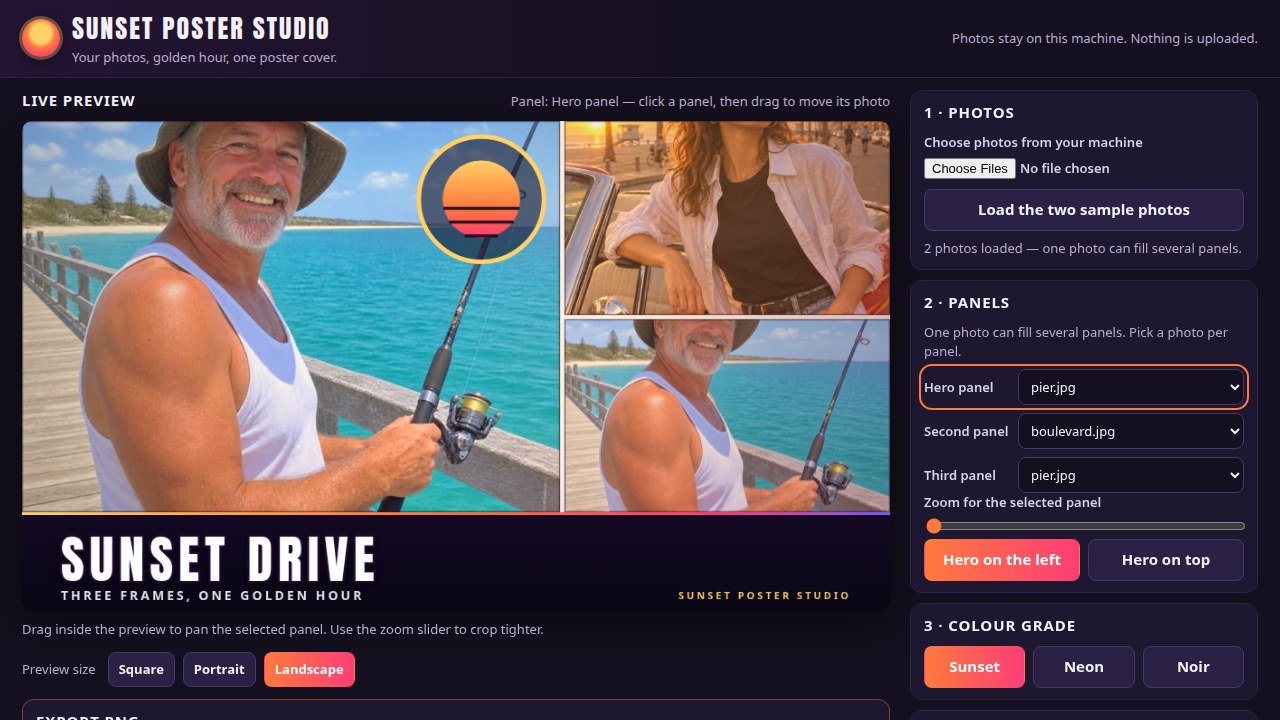 SUNSET POSTER STUDIO
Your photos, golden hour, one poster cover.
Photos stay on this machine. Nothing is uploaded.
LIVE PREVIEW
Panel: Hero panel — click a panel, then drag to move its photo
SUNSET DRIVE
THREE FRAMES, ONE GOLDEN HOUR
SUNSET POSTER STUDIO
Drag inside the preview to pan the selected panel. Use the zoom slider to crop tighter.
Preview size
Square
Portrait
Landscape
EXPORT PNG
1 · PHOTOS
Choose photos from your machine
Choose Files No file chosen
Load the two sample photos
2 photos loaded — one photo can fill several panels.
2 · PANELS
One photo can fill several panels. Pick a photo per
panel.
Hero panel pier.jpg
Second panel boulevard.jpg
Third panel pier.jpg
Zoom for the selected panel
Hero on the left
Hero on top
3 · COLOUR GRADE
Sunset
Neon
Noir